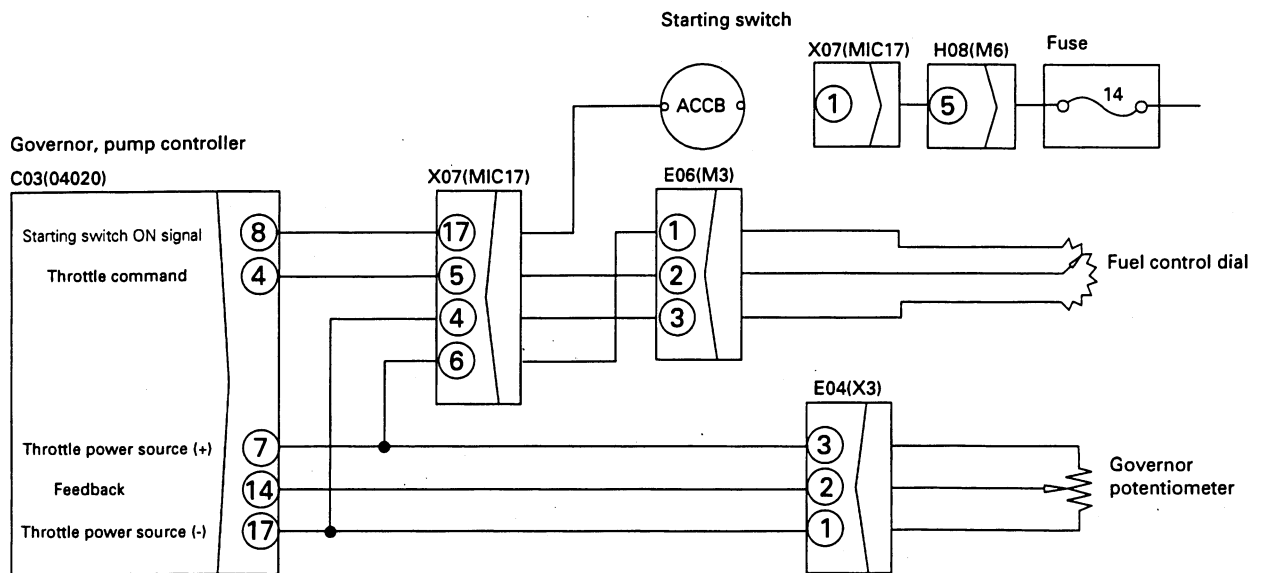 Starting switch
X07(MIC17)
H08(M6)
Fuse
ACCB
1
5
14
Governor, pump controller
C03(04020)
X07(MIC17)
E06(M3)
Starting switch ON signal
8
17
1
Throttle command
4
5
2
Fuel control dial
4
3
6
E04(X3)
Throttle power source (+)
7
3
Feedback
14
2
Governor
potentiometer
Throttle power source (-)
17
1